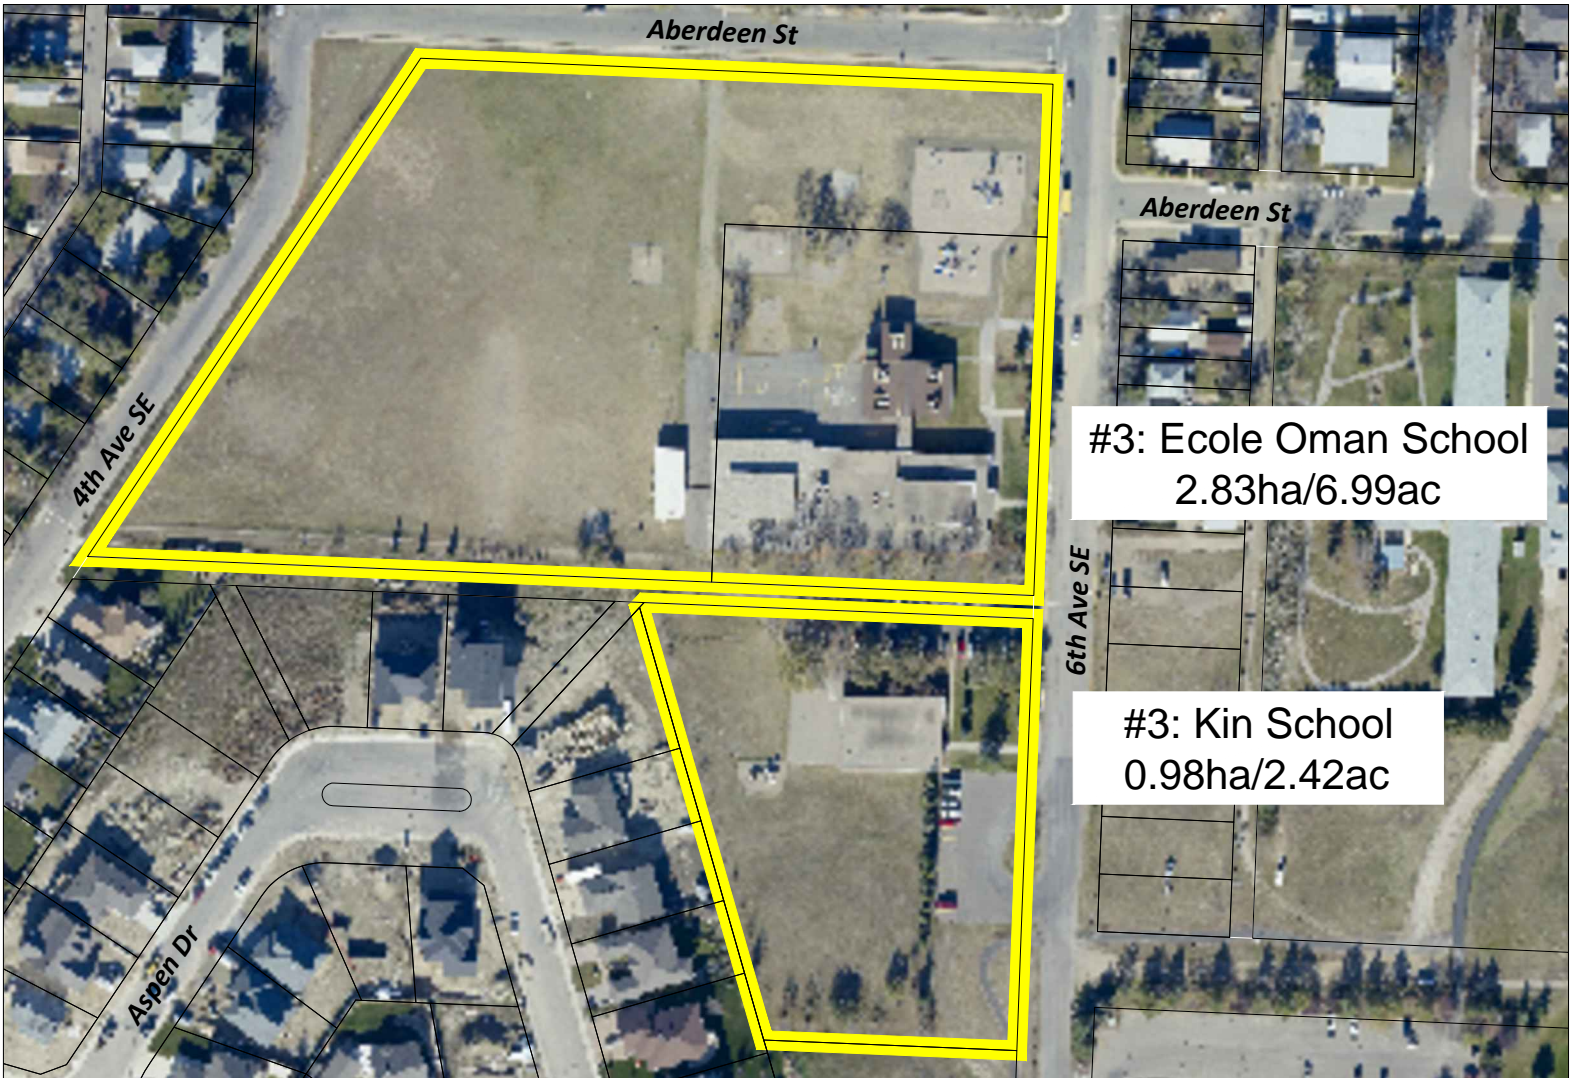 Aberdeen St
Aberdeen St
4th Ave SE
#3: Ecole Oman School
2.83ha/6.99ac
6th Ave SE
#3: Kin School
0.98ha/2.42ac
Aspen Dr